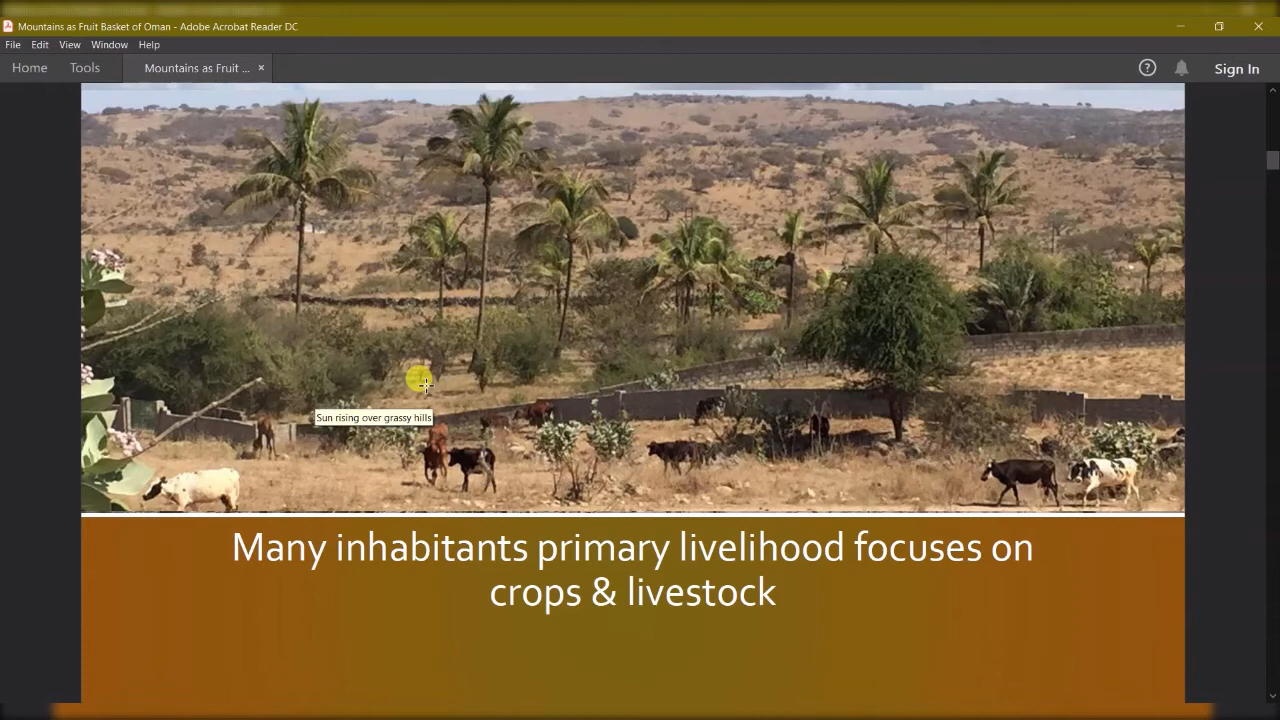 Mountains as Fruit Basket of Oman - Adobe Acrobat Reader DC
File Edit View Window Help
Home Tools Mountains as Fruit ... × Sign In
Sun rising over grassy hills
Many inhabitants primary livelihood focuses on
crops & livestock